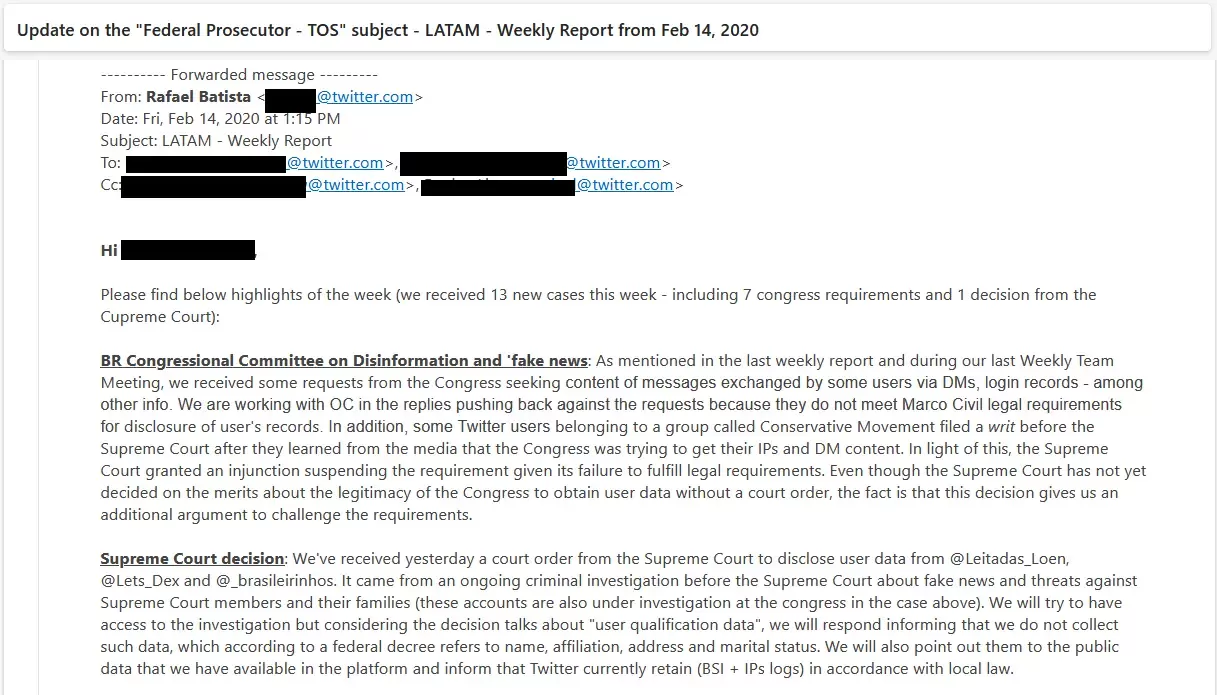 Update on the "Federal Prosecutor - TOS" subject - LATAM - Weekly Report from Feb 14, 2020
---------- Forwarded message ---------
From: Rafael Batista < @twitter.com>
Date: Fri, Feb 14, 2020 at 1:15 PM
Subject: LATAM - Weekly Report
To: @twitter.com>, @twitter.com>
Cc: @twitter.com>, @twitter.com>
Hi ,
Please find below highlights of the week (we received 13 new cases this week - including 7 congress requirements and 1 decision from the
Cupreme Court):
BR Congressional Committee on Disinformation and 'fake news: As mentioned in the last weekly report and during our last Weekly Team
Meeting, we received some requests from the Congress seeking content of messages exchanged by some users via DMs, login records - among
other info. We are working with OC in the replies pushing back against the requests because they do not meet Marco Civil legal requirements
for disclosure of user's records. In addition, some Twitter users belonging to a group called Conservative Movement filed a writ before the
Supreme Court after they learned from the media that the Congress was trying to get their IPs and DM content. In light of this, the Supreme
Court granted an injunction suspending the requirement given its failure to fulfill legal requirements. Even though the Supreme Court has not yet
decided on the merits about the legitimacy of the Congress to obtain user data without a court order, the fact is that this decision gives us an
additional argument to challenge the requirements.
Supreme Court decision: We've received yesterday a court order from the Supreme Court to disclose user data from @Leitadas_Loen,
@Lets_Dex and @_brasileirinhos. It came from an ongoing criminal investigation before the Supreme Court about fake news and threats against
Supreme Court members and their families (these accounts are also under investigation at the congress in the case above). We will try to have
access to the investigation but considering the decision talks about "user qualification data", we will respond informing that we do not collect
such data, which according to a federal decree refers to name, affiliation, address and marital status. We will also point out them to the public
data that we have available in the platform and inform that Twitter currently retain (BSI + IPs logs) in accordance with local law.